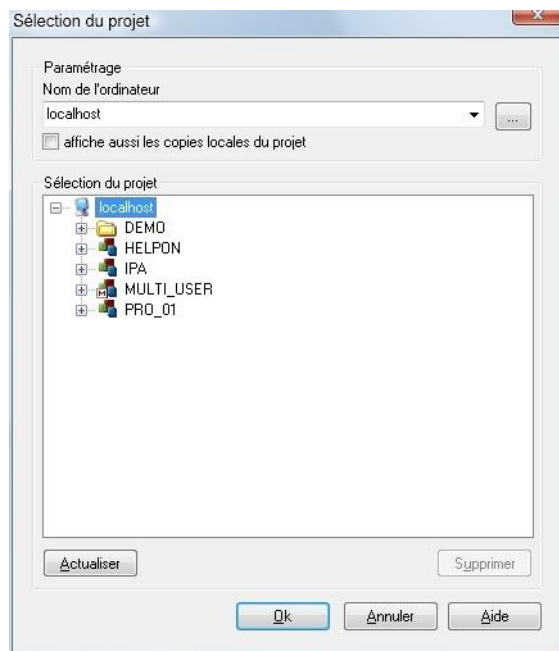 Sélection du projet
Paramétrage
Nom de l'ordinateur
localhost
...
affiche aussi les copies locales du projet
Sélection du projet
localhost
DEMO
HELPON
IPA
M MULTI_USER
PRO_01
Actualiser
Supprimer
Ok
Annuler
Aide